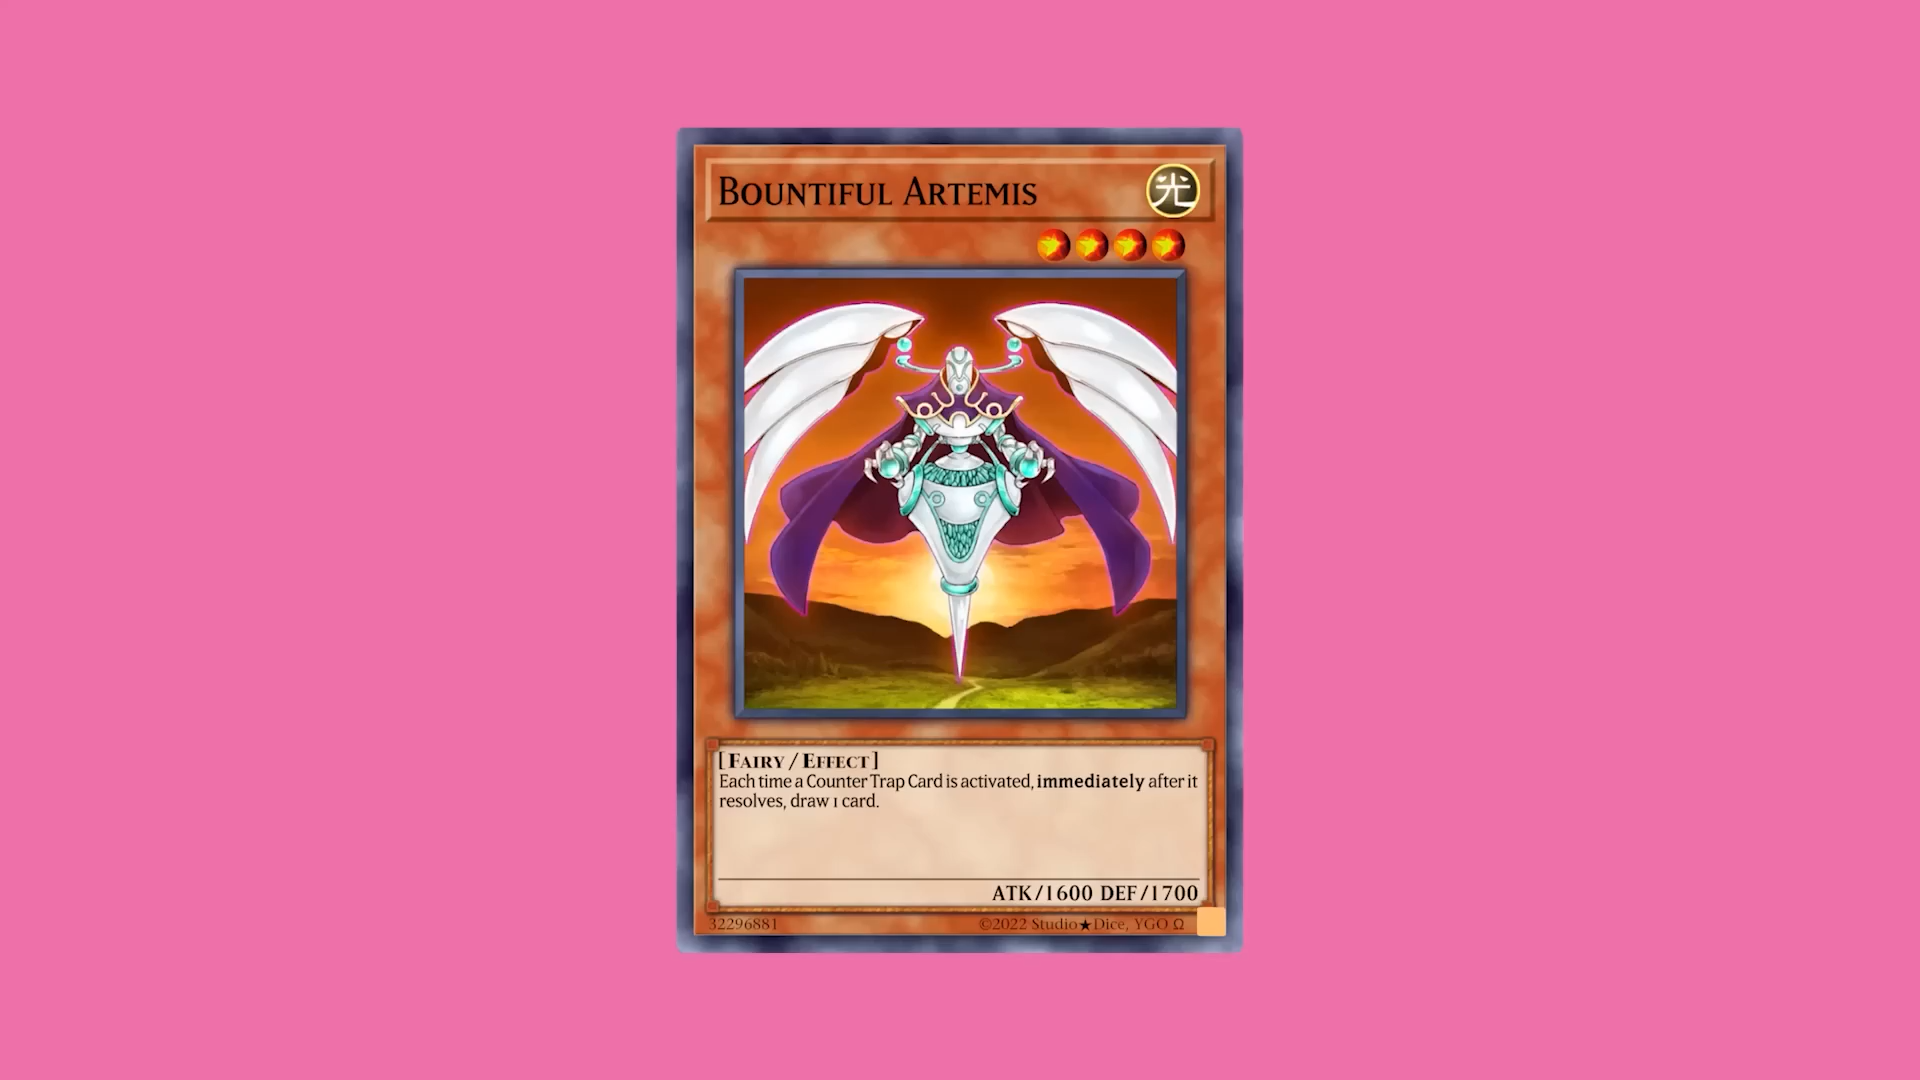 Bountiful Artemis
光
[Fairy/Effect]
Each time a Counter Trap Card is activated, immediately after it
resolves, draw 1 card.
ATK/1600 DEF/1700
32296881
©2022 Studio★Dice, YGO Ω